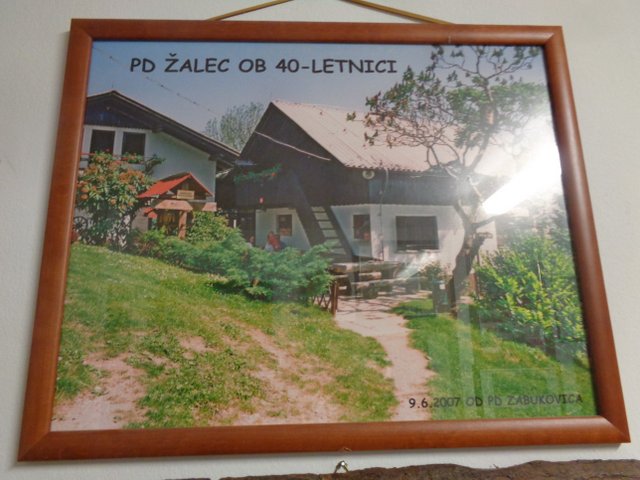 PD ŽALEC OB 40-LETNICI
9.6.2007 OD PD ZABUKOVICA